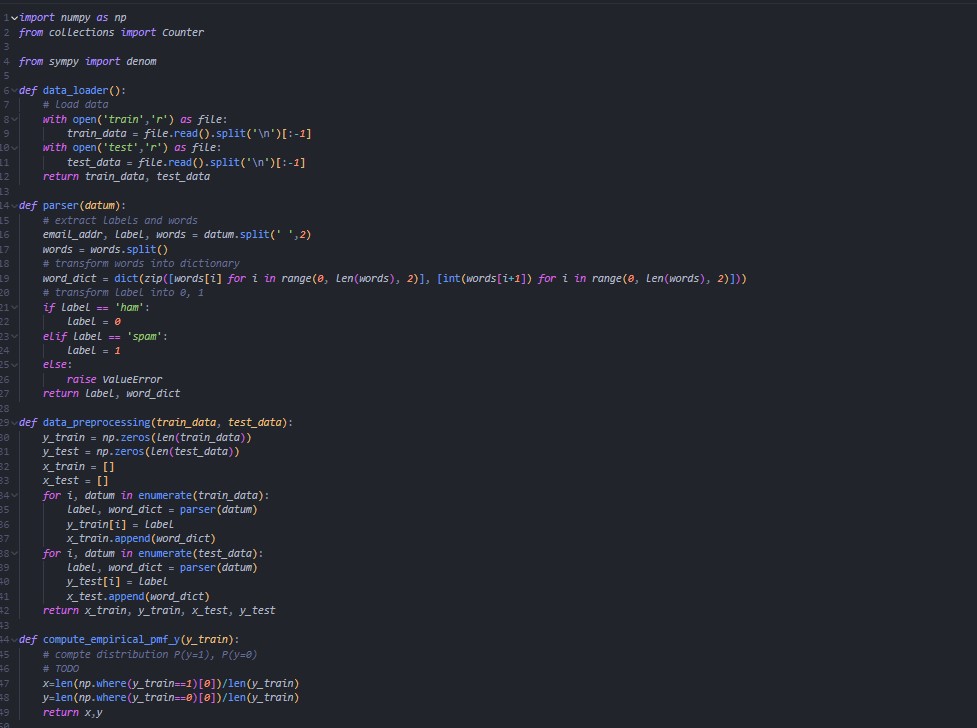 1 import numpy as np
2 from collections import Counter
3
4 from sympy import denom
5
6 def data_loader():
7     # load data
8     with open('train','r') as file:
9         train_data = file.read().split('\n')[:-1]
10     with open('test','r') as file:
11         test_data = file.read().split('\n')[:-1]
12     return train_data, test_data
13
14 def parser(datum):
15     # extract labels and words
16     email_addr, label, words = datum.split(' ',2)
17     words = words.split()
18     # transform words into dictionary
19     word_dict = dict(zip([words[i] for i in range(0, len(words), 2)], [int(words[i+1]) for i in range(0, len(words), 2)]))
20     # transform label into 0, 1
21     if label == 'ham':
22         label = 0
23     elif label == 'spam':
24         label = 1
25     else:
26         raise ValueError
27     return label, word_dict
28
29 def data_preprocessing(train_data, test_data):
30     y_train = np.zeros(len(train_data))
31     y_test = np.zeros(len(test_data))
32     x_train = []
33     x_test = []
34     for i, datum in enumerate(train_data):
35         label, word_dict = parser(datum)
36         y_train[i] = label
37         x_train.append(word_dict)
38     for i, datum in enumerate(test_data):
39         label, word_dict = parser(datum)
40         y_test[i] = label
41         x_test.append(word_dict)
42     return x_train, y_train, x_test, y_test
43
44 def compute_empirical_pmf_y(y_train):
45     # compte distribution P(y=1), P(y=0)
46     # TODO
47     x=len(np.where(y_train==1)[0])/len(y_train)
48     y=len(np.where(y_train==0)[0])/len(y_train)
49     return x,y